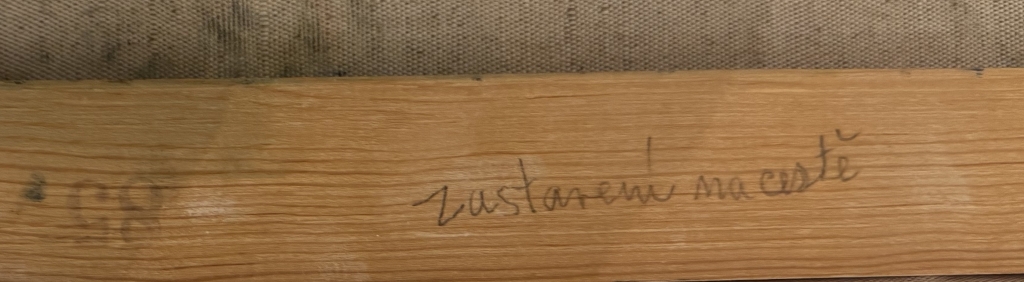 Zastavení na cestě